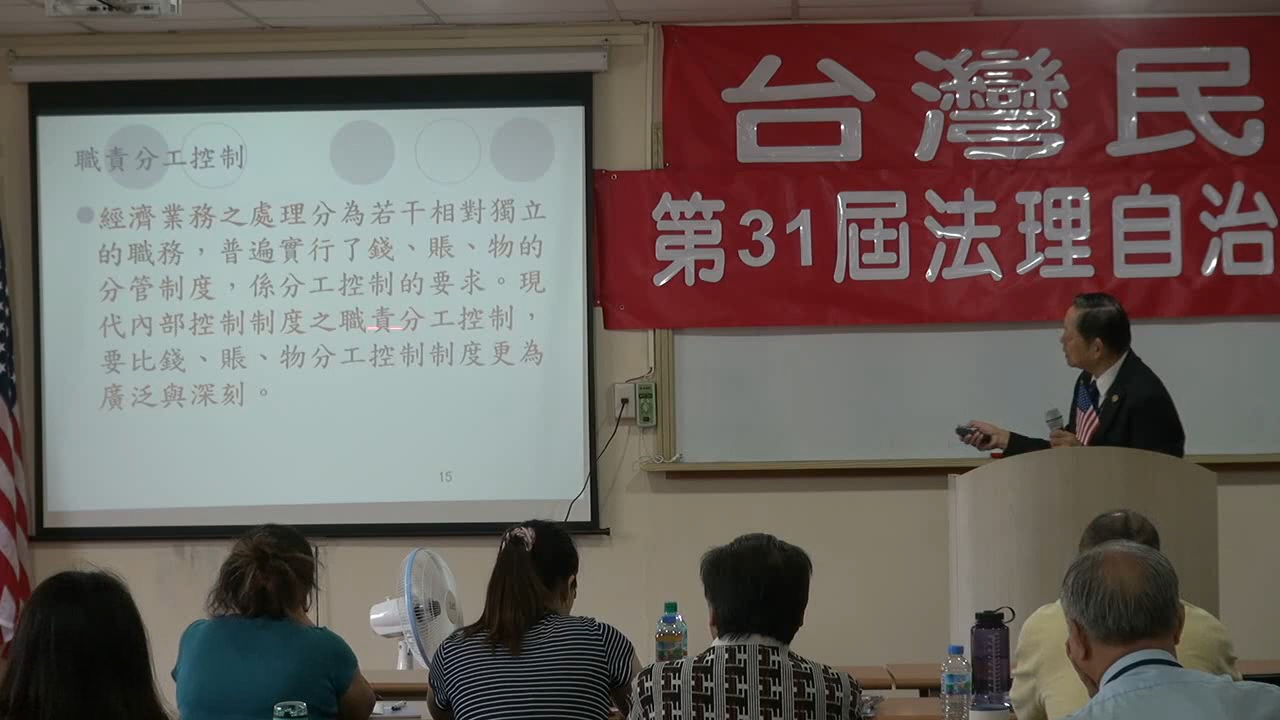 職責分工控制
經濟業務之處理分為若干相對獨立
的職務，普遍實行了錢、賬、物的
分管制度，係分工控制的要求。現
代內部控制制度之職責分工控制，
要比錢、賬、物分工控制制度更為
廣泛與深刻。
15
台灣民
第31屆法理自治